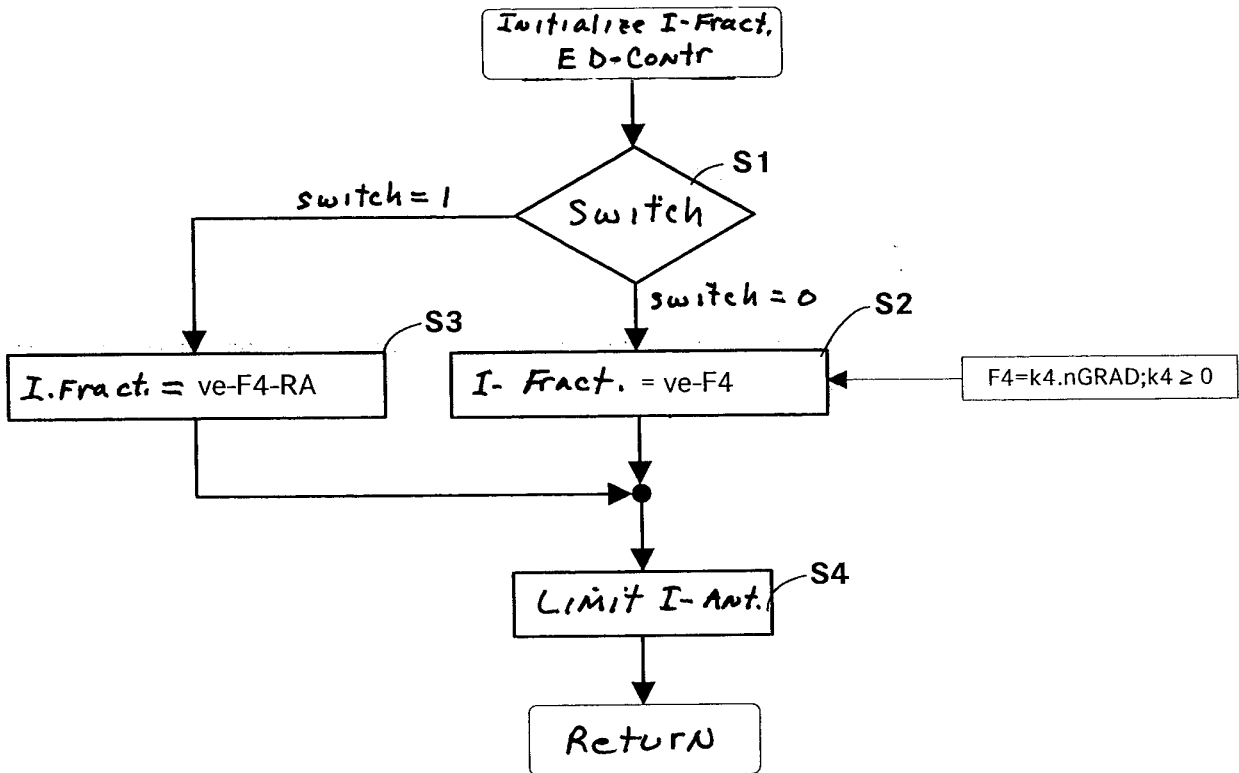 Initialize I-Fract.
E D-Contr
S1
switch = 1
Switch
switch = 0
S2
S3
I.Fract. = ve-F4-RA
I- Fract. = ve-F4
F4=k4.nGRAD;k4 ≥ 0
S4
Limit I-Ant.
Return